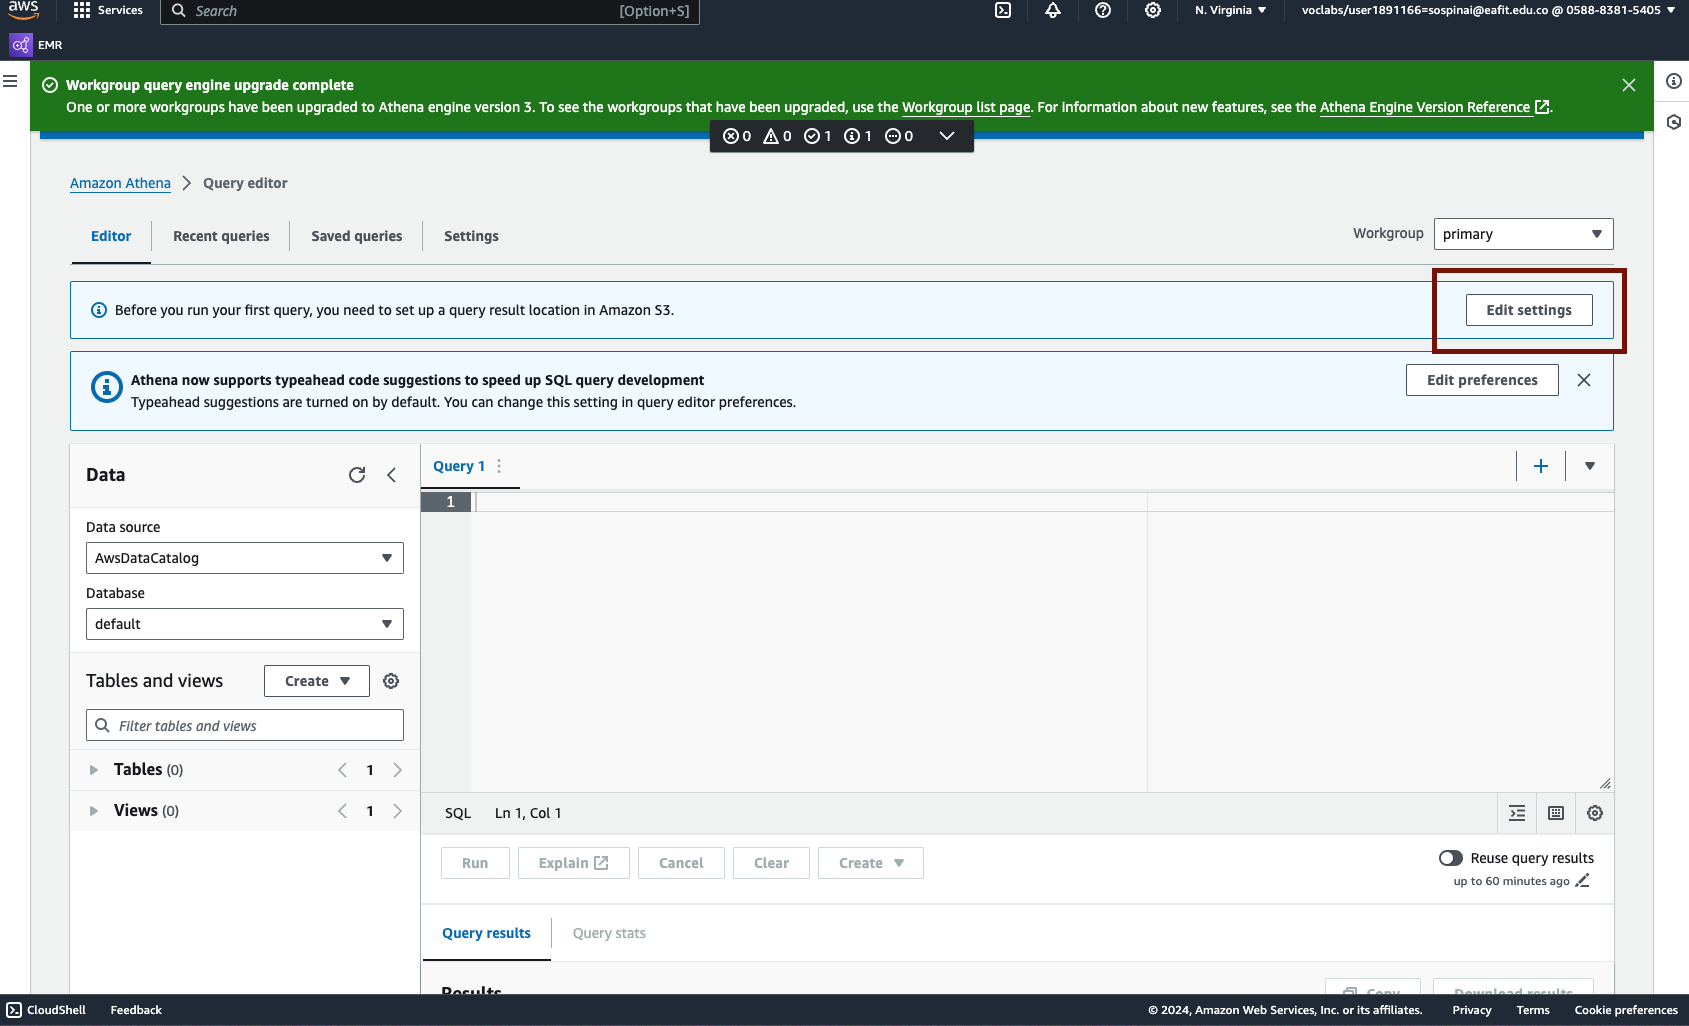 aws
Services
Search
[Option+S]
N. Virginia
voclabs/user1891166=sospinai@eafit.edu.co @ 0588-8381-5405
EMR
Workgroup query engine upgrade complete
One or more workgroups have been upgraded to Athena engine version 3. To see the workgroups that have been upgraded, use the Workgroup list page. For information about new features, see the Athena Engine Version Reference.
0 0 1 1 0
Amazon Athena > Query editor
Editor
Recent queries
Saved queries
Settings
Workgroup
primary
Before you run your first query, you need to set up a query result location in Amazon S3.
Edit settings
Athena now supports typeahead code suggestions to speed up SQL query development
Typeahead suggestions are turned on by default. You can change this setting in query editor preferences.
Edit preferences
Data
Data source
AwsDataCatalog
Database
default
Tables and views
Create
Filter tables and views
Tables (0)
1
Views (0)
1
Query 1
1
SQL
Ln 1, Col 1
Run
Explain
Cancel
Clear
Create
Reuse query results
up to 60 minutes ago
Query results
Query stats
Results
Copy
Download results
CloudShell
Feedback
© 2024, Amazon Web Services, Inc. or its affiliates.
Privacy
Terms
Cookie preferences